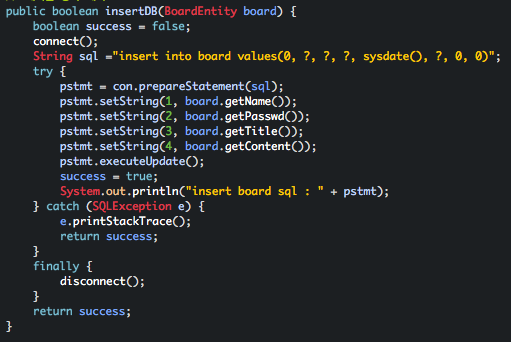 public boolean insertDB(BoardEntity board) {
    boolean success = false;
    connect();
    String sql ="insert into board values(0, ?, ?, ?, sysdate(), ?, 0, 0)";
    try {
        pstmt = con.prepareStatement(sql);
        pstmt.setString(1, board.getName());
        pstmt.setString(2, board.getPasswd());
        pstmt.setString(3, board.getTitle());
        pstmt.setString(4, board.getContent());
        pstmt.executeUpdate();
        success = true;
        System.out.println("insert board sql : " + pstmt);
    } catch (SQLException e) {
        e.printStackTrace();
        return success;
    }
    finally {
        disconnect();
    }
    return success;
}